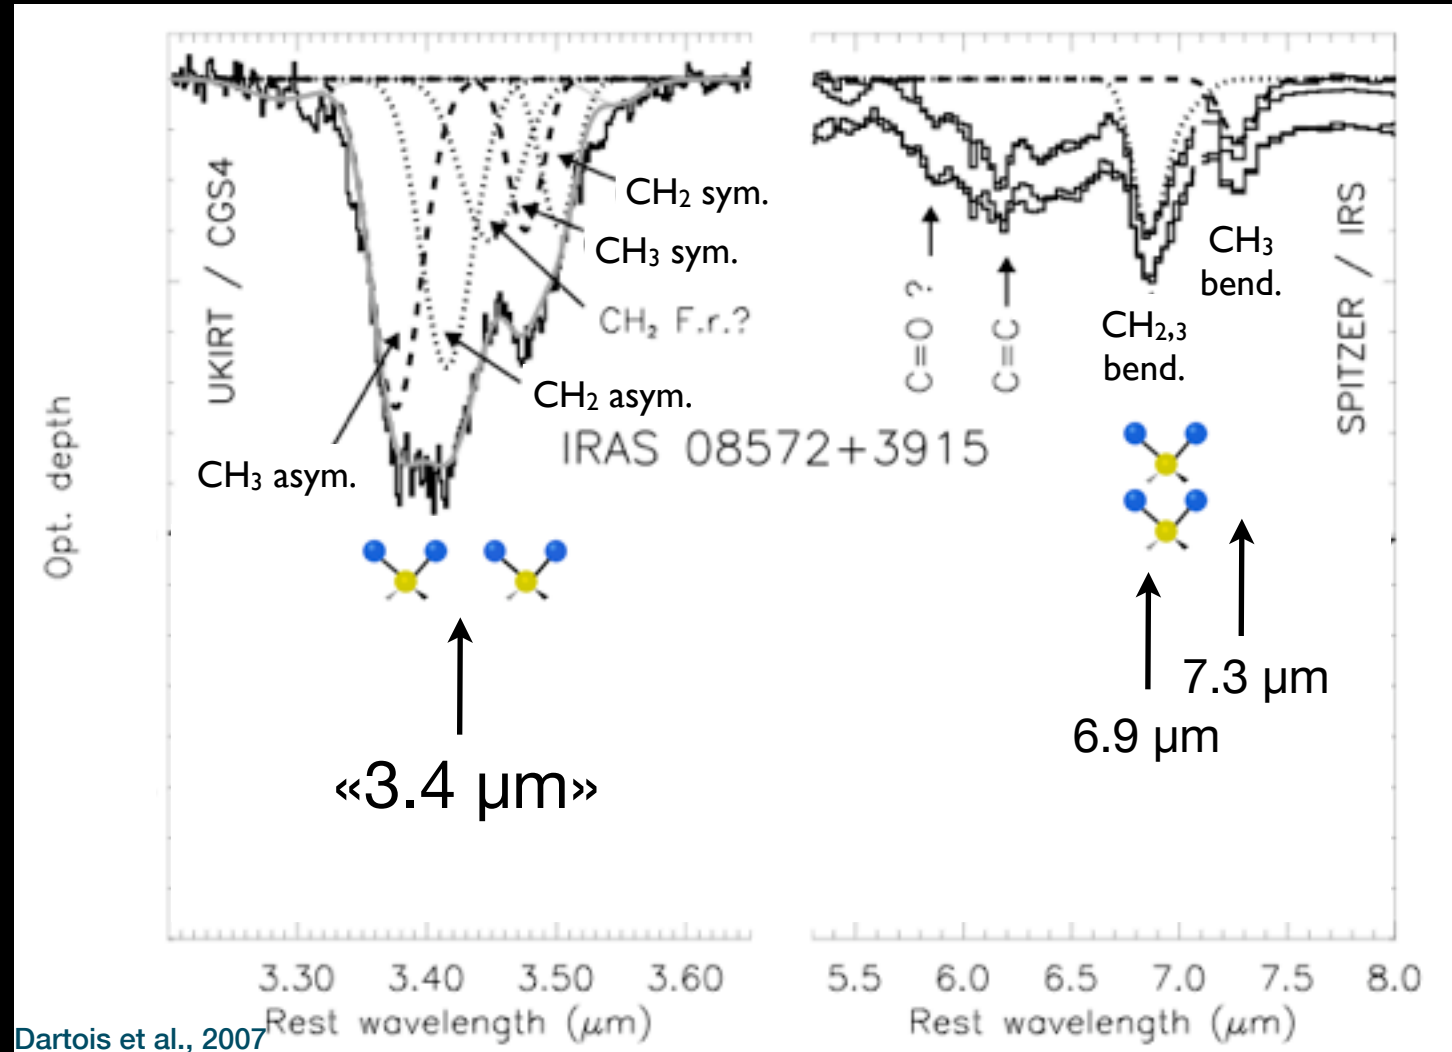 UKIRT / CGS4
CH₂ sym.
CH₃ sym.
CH₂ F.r.?
CH₂ asym.
CH₃ asym.
IRAS 08572+3915
C=O ?
C=C
CH₂,₃
bend.
CH₃
bend.
SPITZER / IRS
Opt. depth
«3.4 µm»
6.9 µm
7.3 µm
3.30 3.40 3.50 3.60
Rest wavelength (µm)
5.5 6.0 6.5 7.0 7.5 8.0
Rest wavelength (µm)
Dartois et al., 2007